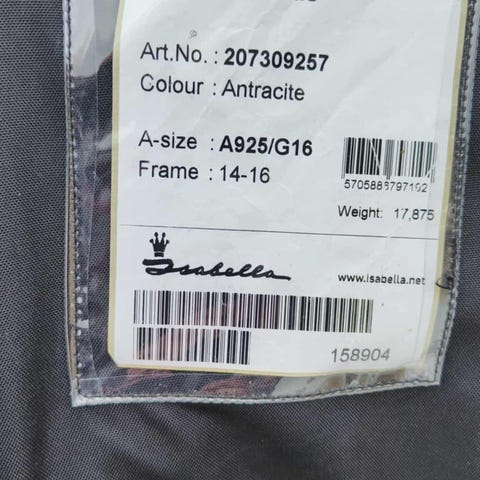 Art.No. : 207309257
Colour : Antracite
A-size : A925/G16
Frame : 14-16
5705888797192
Weight: 17,875
Isabella
www.isabella.net
158904